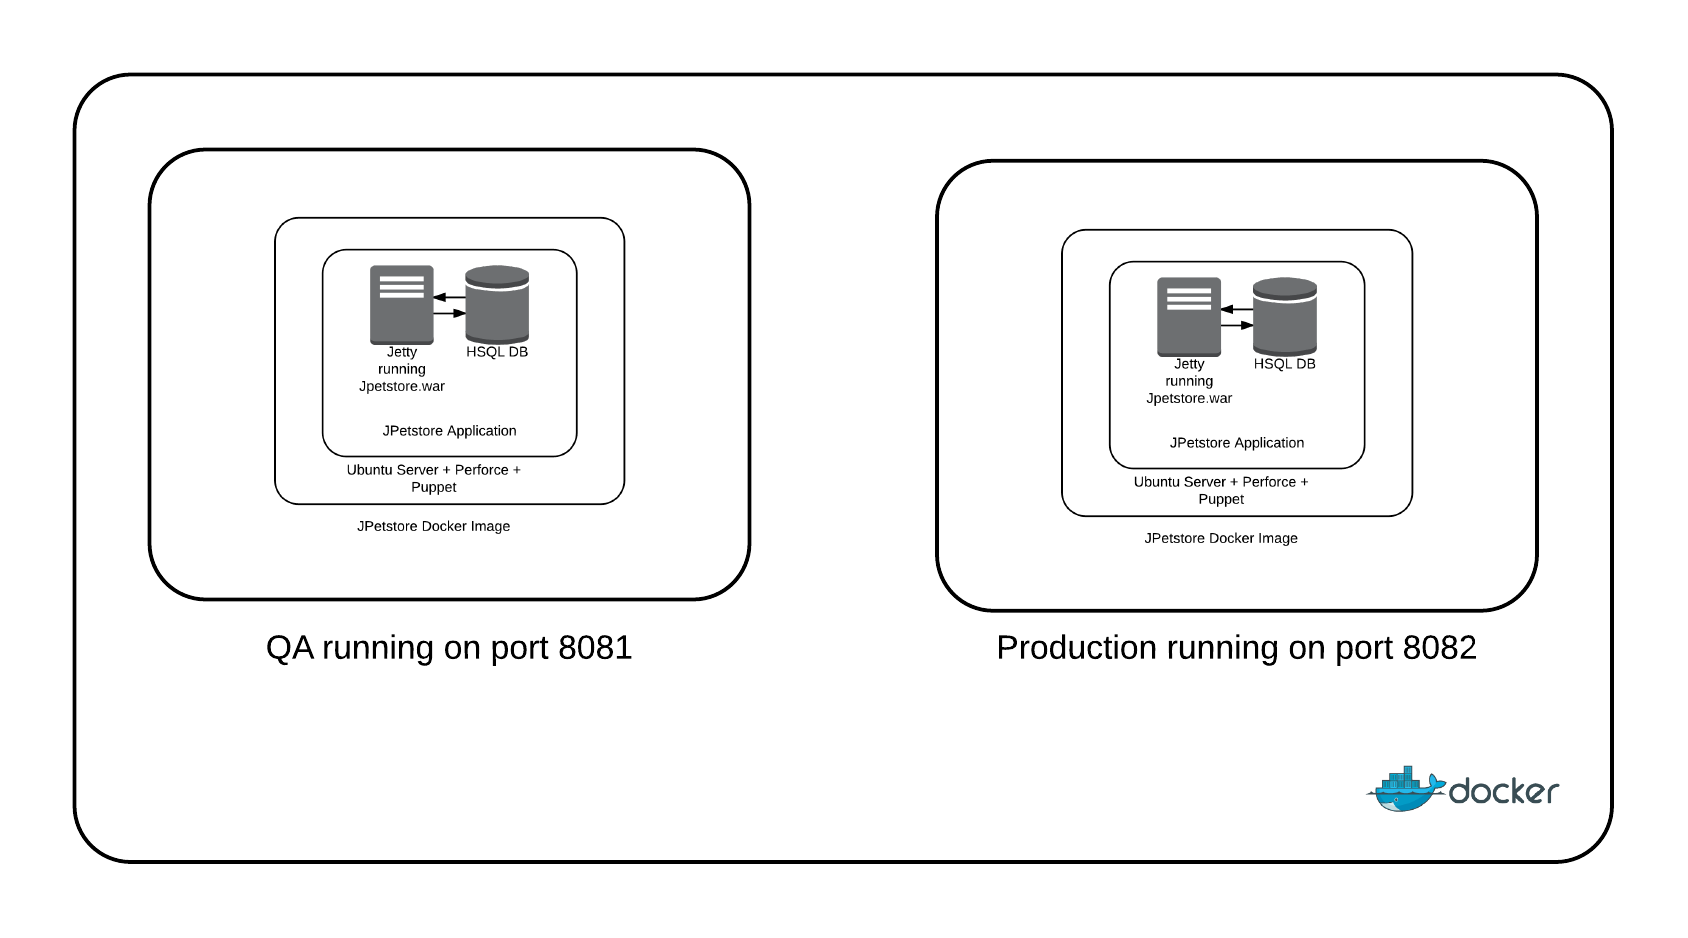 Jetty
running
Jpetstore.war
HSQL DB
JPetstore Application
Ubuntu Server + Perforce +
Puppet
JPetstore Docker Image
QA running on port 8081
Jetty
running
Jpetstore.war
HSQL DB
JPetstore Application
Ubuntu Server + Perforce +
Puppet
JPetstore Docker Image
Production running on port 8082
docker